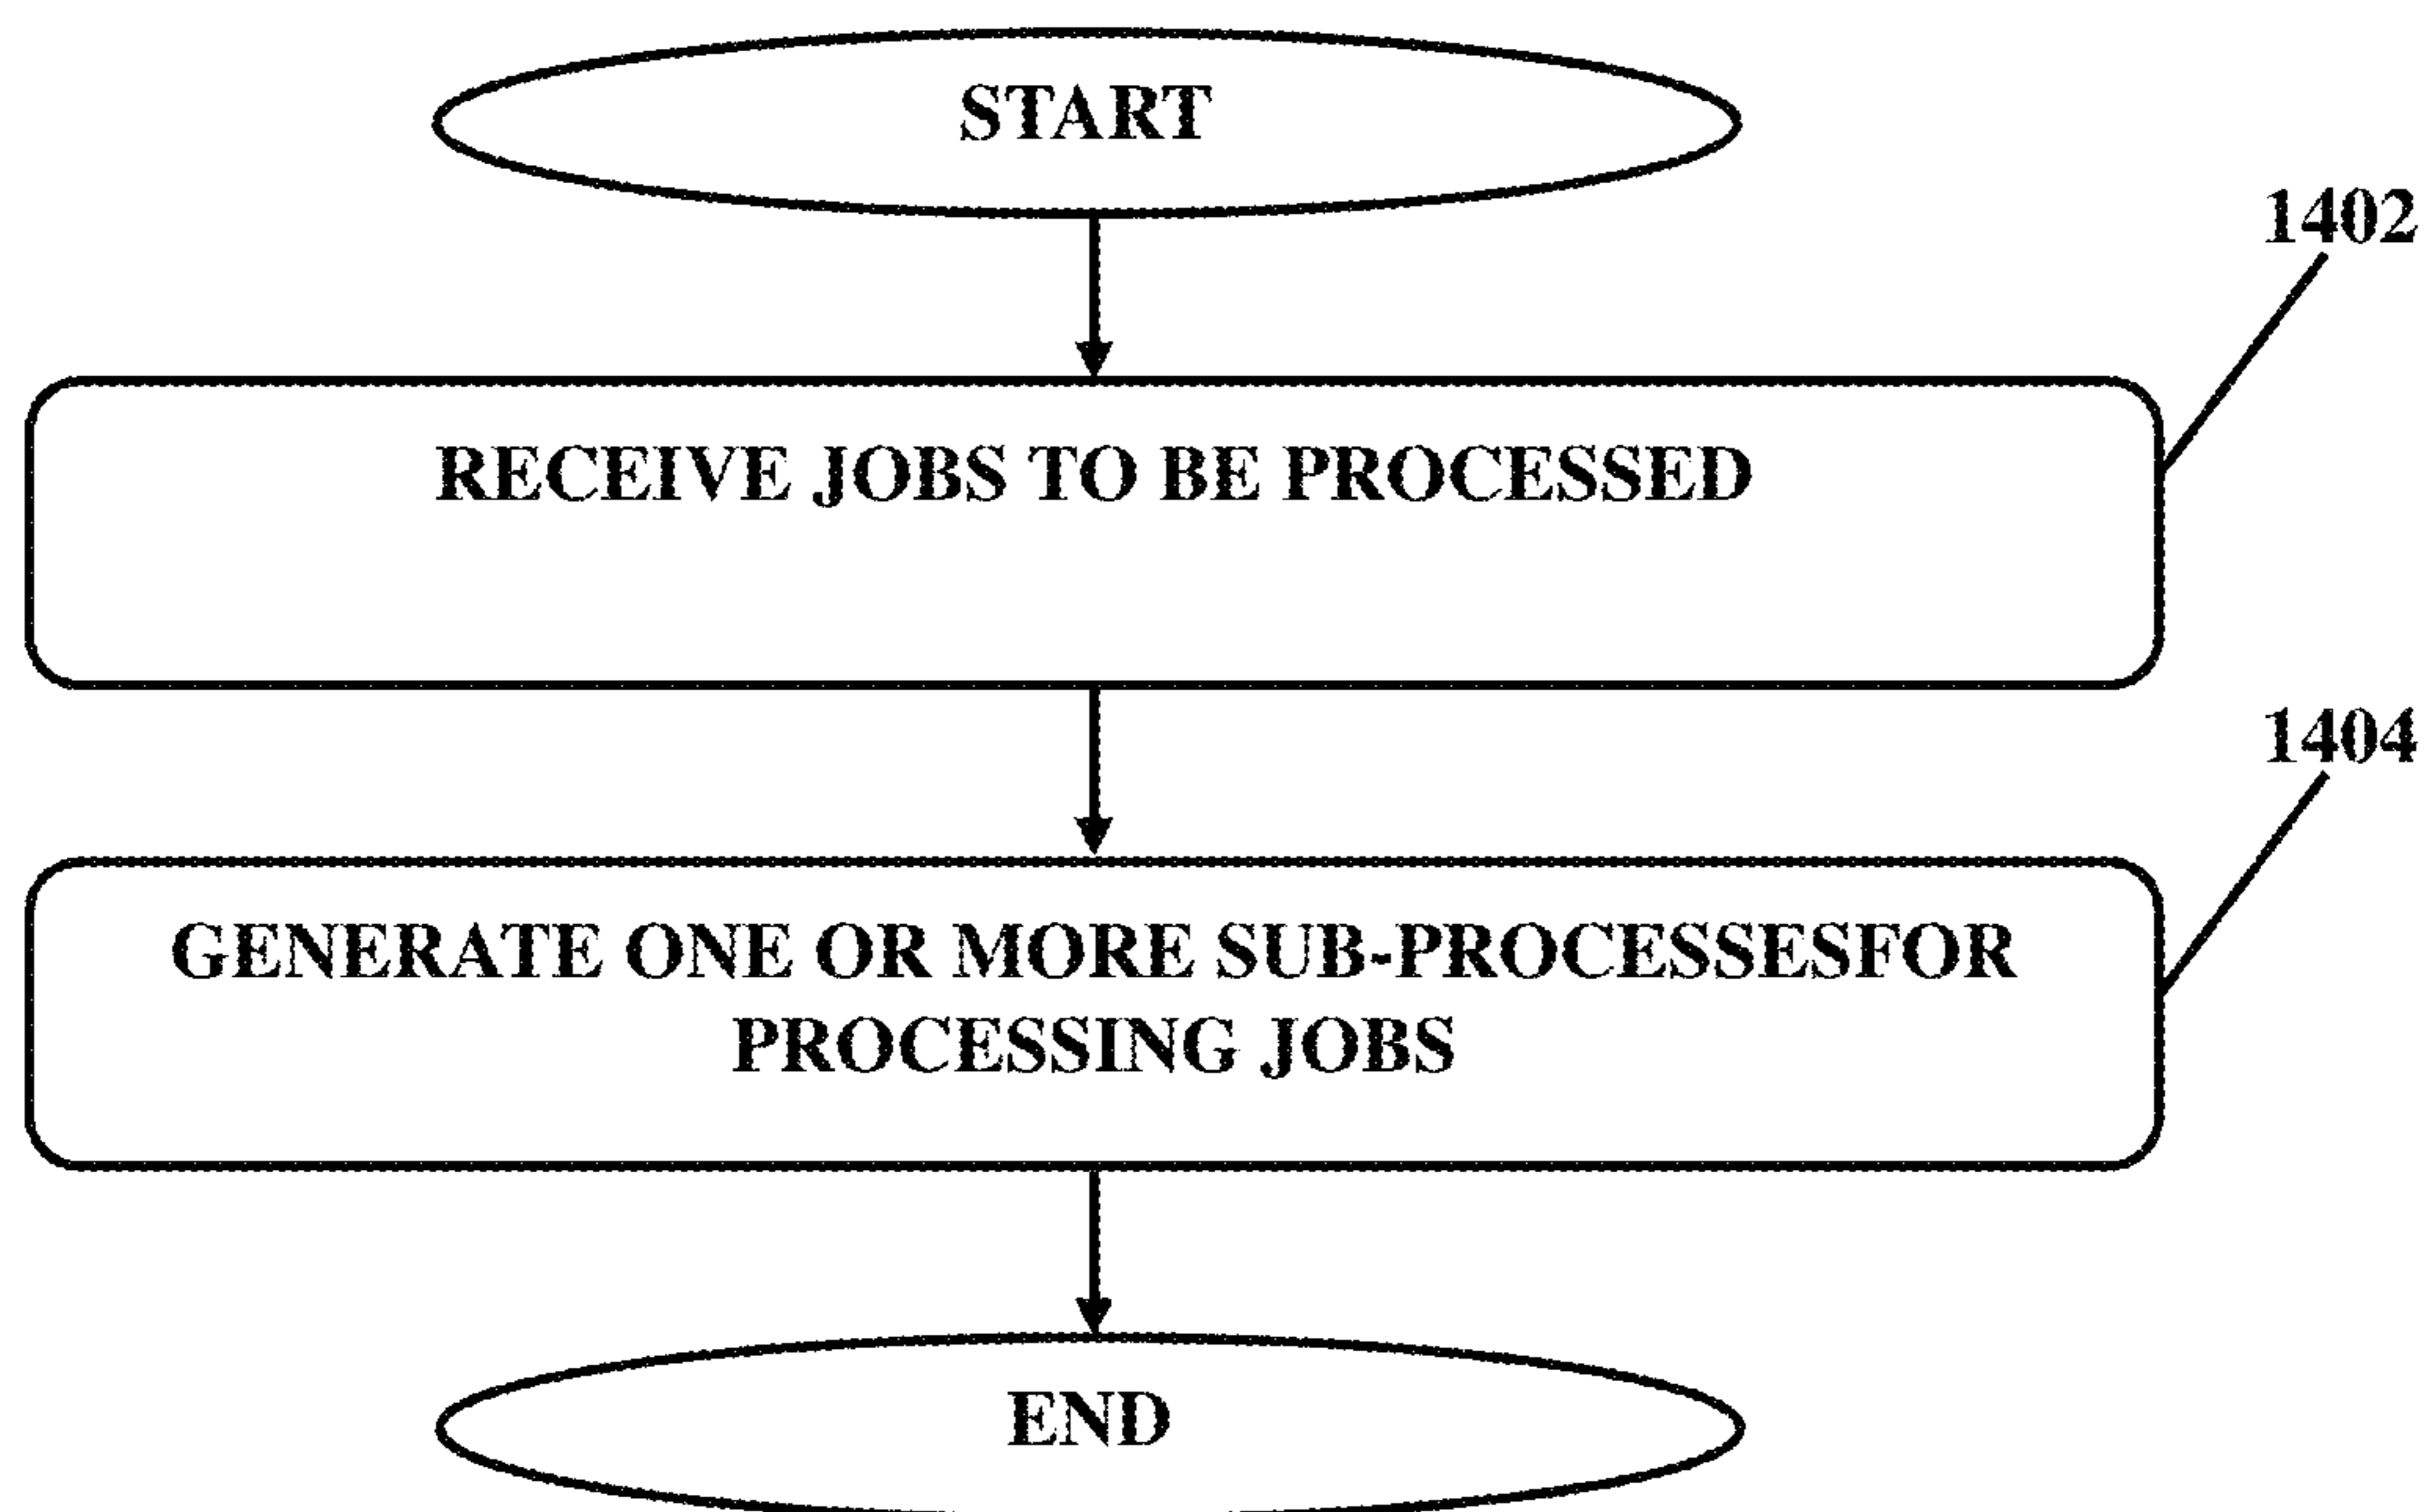 START
1402
RECEIVE JOBS TO BE PROCESSED
1404
GENERATE ONE OR MORE SUB-PROCESSESFOR
PROCESSING JOBS
END